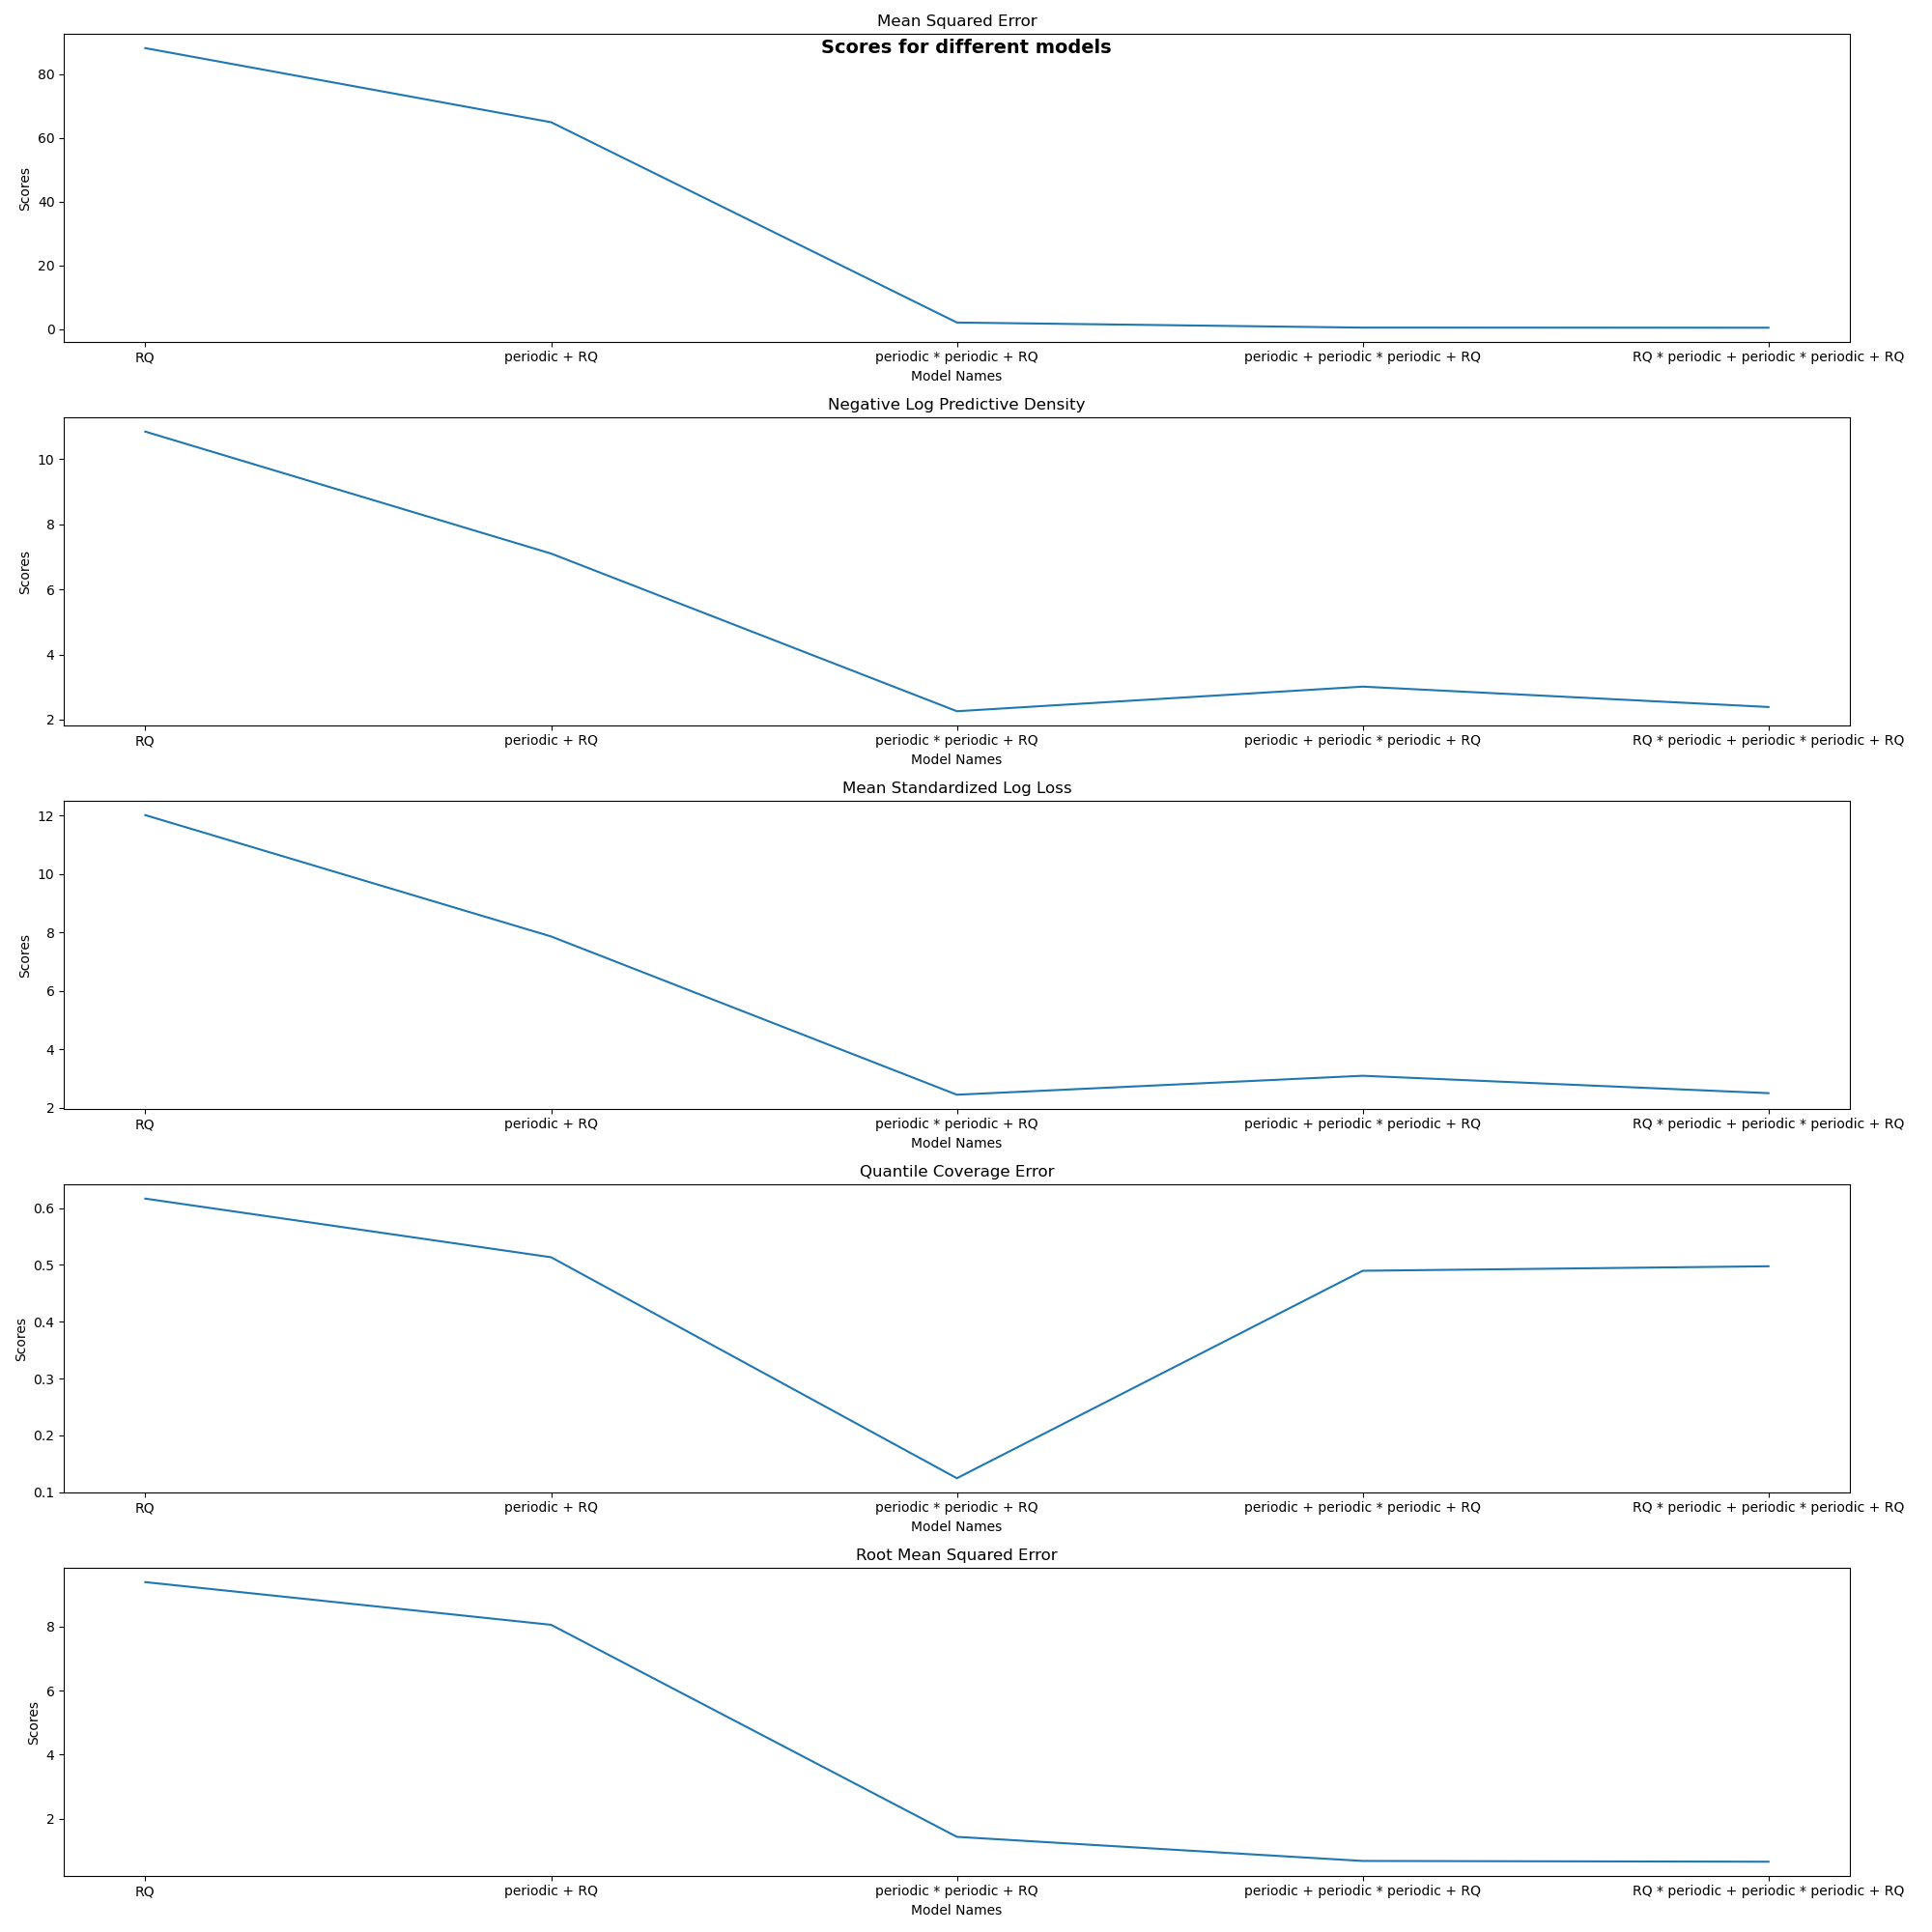 Mean Squared Error
Scores for different models
80
60
40
20
0
Scores
RQ periodic + RQ periodic * periodic + RQ periodic + periodic * periodic + RQ RQ * periodic + periodic * periodic + RQ
Model Names
Negative Log Predictive Density
10
8
6
4
2
Scores
RQ periodic + RQ periodic * periodic + RQ periodic + periodic * periodic + RQ RQ * periodic + periodic * periodic + RQ
Model Names
Mean Standardized Log Loss
12
10
8
6
4
2
Scores
RQ periodic + RQ periodic * periodic + RQ periodic + periodic * periodic + RQ RQ * periodic + periodic * periodic + RQ
Model Names
Quantile Coverage Error
0.6
0.5
0.4
0.3
0.2
0.1
Scores
RQ periodic + RQ periodic * periodic + RQ periodic + periodic * periodic + RQ RQ * periodic + periodic * periodic + RQ
Model Names
Root Mean Squared Error
8
6
4
2
Scores
RQ periodic + RQ periodic * periodic + RQ periodic + periodic * periodic + RQ RQ * periodic + periodic * periodic + RQ
Model Names